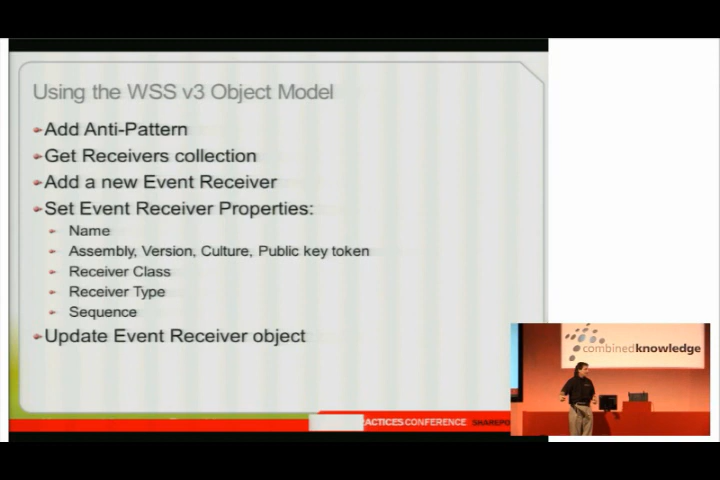 Using the WSS v3 Object Model
Add Anti-Pattern
Get Receivers collection
Add a new Event Receiver
Set Event Receiver Properties:
Name
Assembly, Version, Culture, Public key token
Receiver Class
Receiver Type
Sequence
Update Event Receiver object
combinedknowledge
CONFERENCE